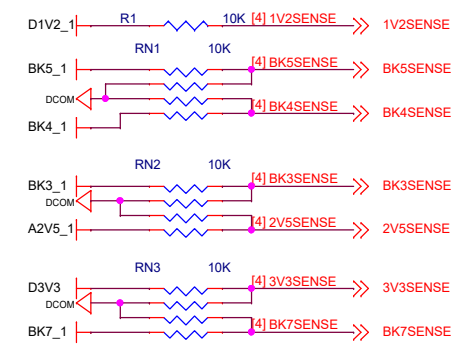 D1V2_1 R1 10K [4] 1V2SENSE 1V2SENSE
RN1 10K
BK5_1 [4] BK5SENSE BK5SENSE
DCOM
[4] BK4SENSE BK4SENSE
BK4_1
RN2 10K
BK3_1 [4] BK3SENSE BK3SENSE
DCOM
A2V5_1 [4] 2V5SENSE 2V5SENSE
RN3 10K
D3V3 [4] 3V3SENSE 3V3SENSE
DCOM
BK7_1 [4] BK7SENSE BK7SENSE